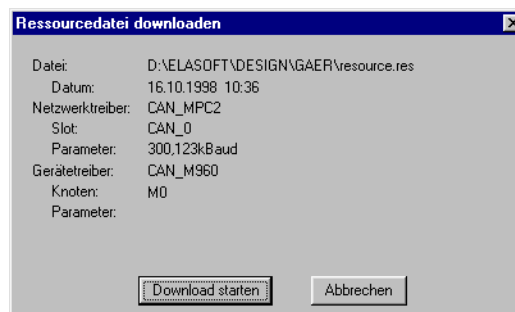 Ressourcedatei downloaden
Datei: D:\ELASOFT\DESIGN\GAER\resource.res
Datum: 16.10.1998 10:36
Netzwerktreiber: CAN_MPC2
Slot: CAN_0
Parameter: 300,123kBaud
Gerätetreiber: CAN_M960
Knoten: M0
Parameter:
Download starten Abbrechen